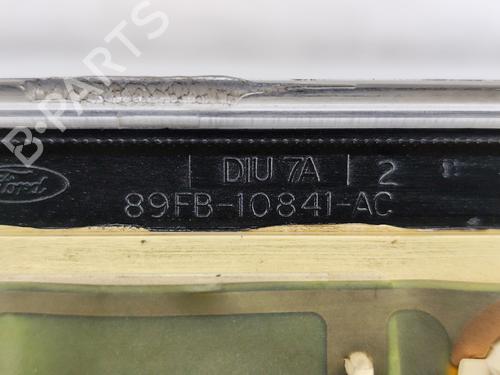 B-PARTS
DIU 7A 2
Ford
89FB-10841-AC